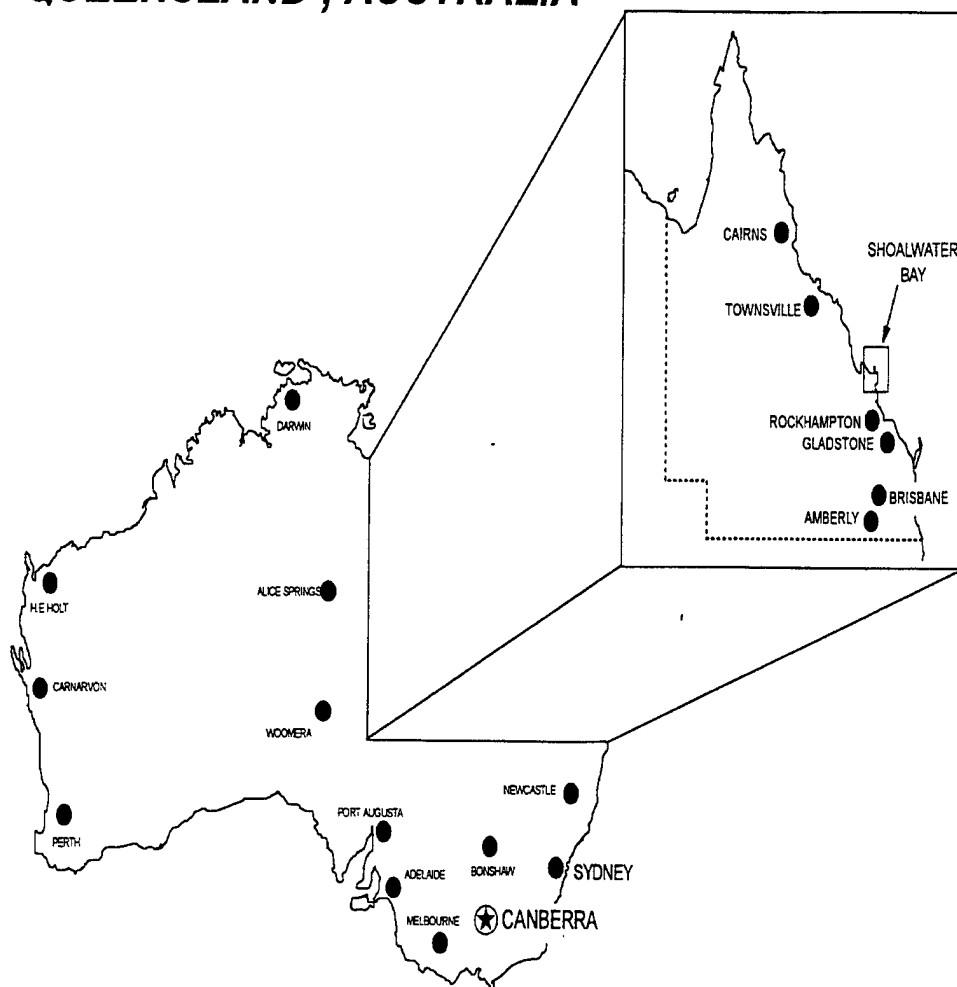 QUEENSLAND , AUSTRALIA
CAIRNS
SHOALWATER
BAY
TOWNSVILLE
ROCKHAMPTON
GLADSTONE
BRISBANE
AMBERLY
DARWIN
ALICE SPRINGS
H.E HOLT
CARNARVON
WOOMERA
NEWCASTLE
PORT AUGUSTA
PERTH
ADELAIDE
BONSHAW
SYDNEY
MELBOURNE
CANBERRA